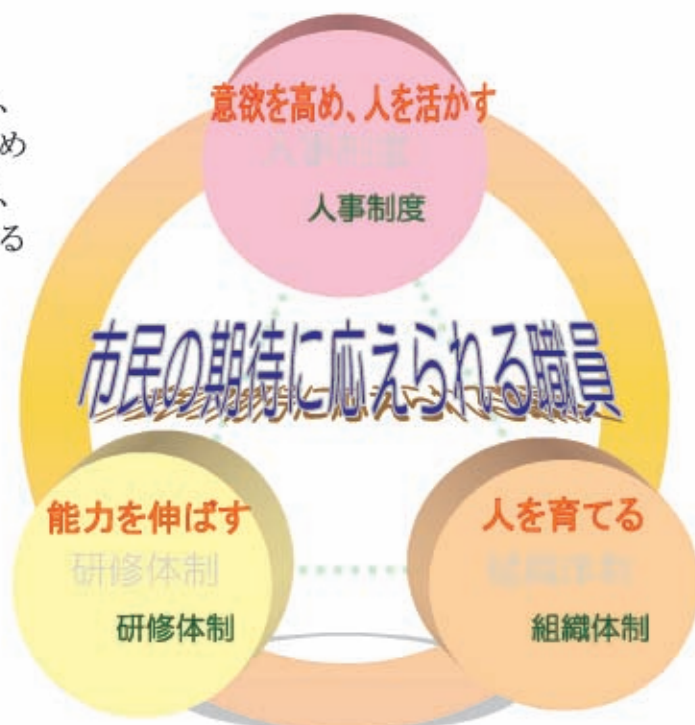 、
め
、
る
意欲を高め、人を活かす
人事制度
市民の期待に応えられる職員
能力を伸ばす
研修体制
研修体制
人を育てる
組織体制